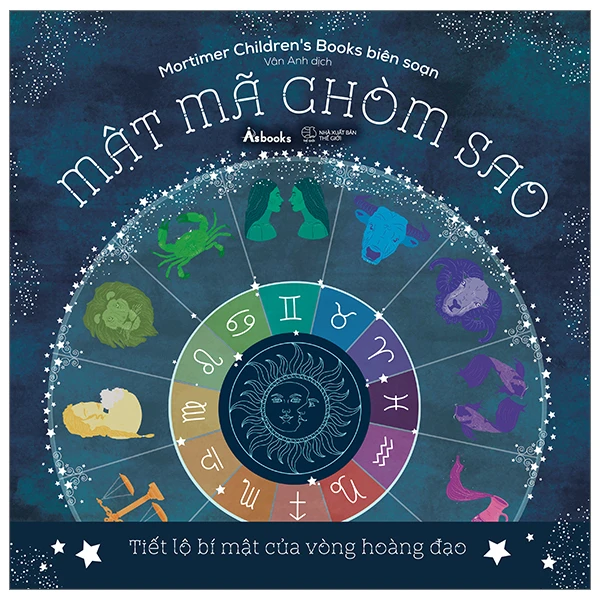 Mortimer Children's Books biên soạn
Vân Anh dịch
MẬT MÃ CHÒM SAO
Asbooks
NHÀ XUẤT BẢN
THẾ GIỚI
Tiết lộ bí mật của vòng hoàng đạo